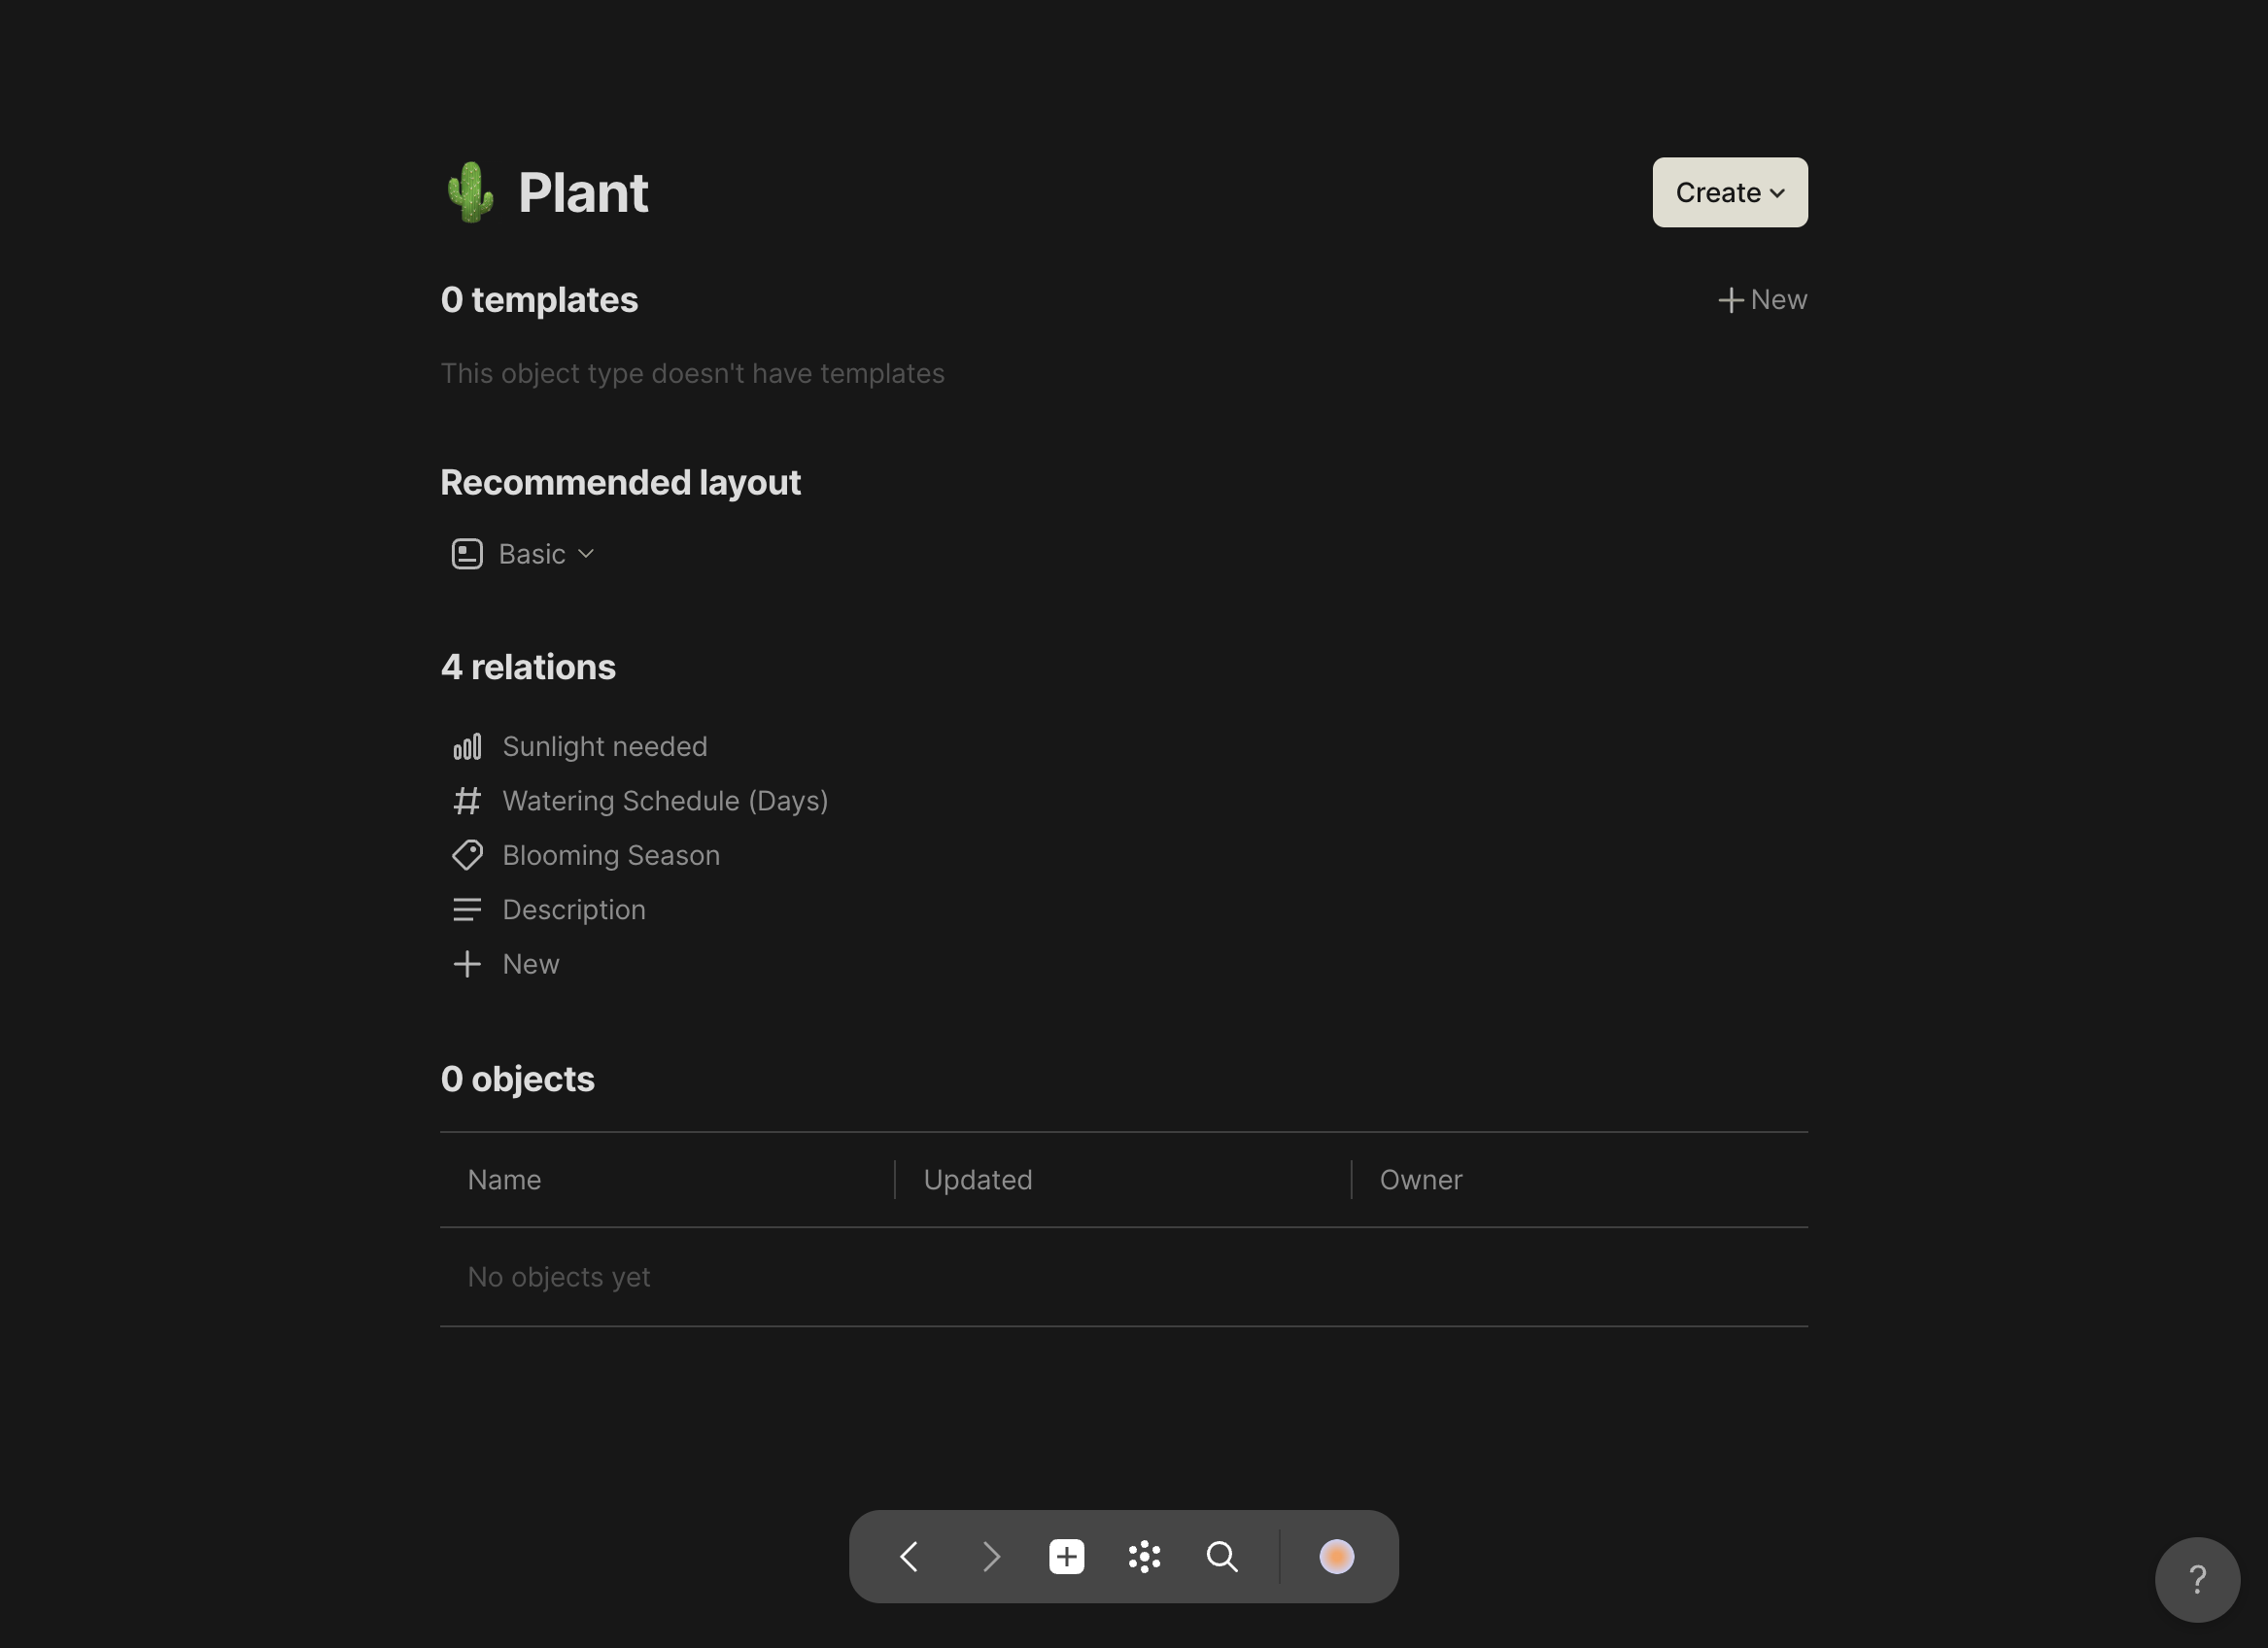 Plant
Create
0 templates
New
This object type doesn't have templates
Recommended layout
Basic
4 relations
Sunlight needed
Watering Schedule (Days)
Blooming Season
Description
New
0 objects
Name Updated Owner
No objects yet
?